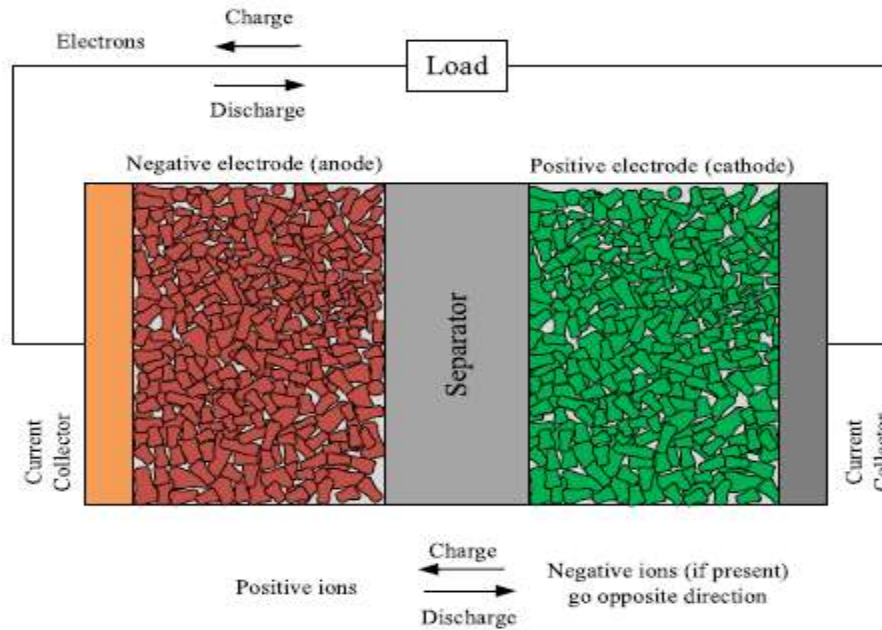 Charge
Electrons
Load
Discharge
Negative electrode (anode)
Positive electrode (cathode)
Separator
Current
Collector
Current
Collector
Charge
Positive ions
Negative ions (if present)
go opposite direction
Discharge